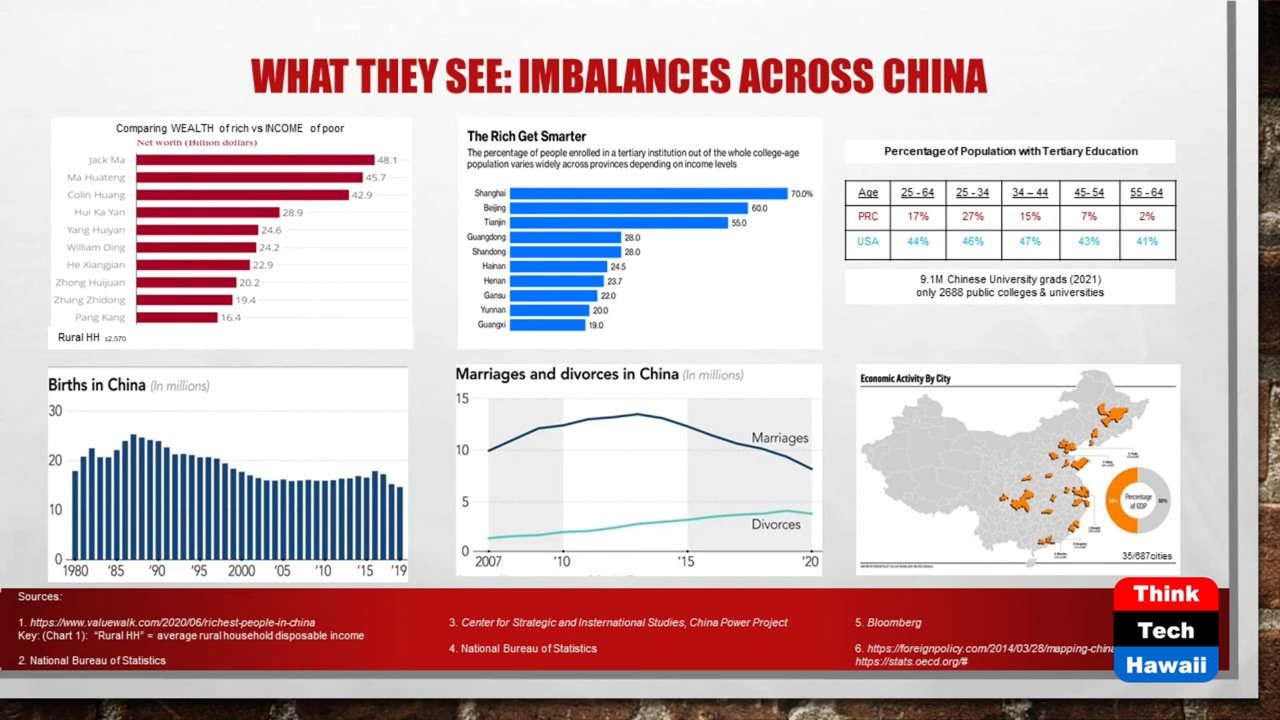 WHAT THEY SEE: IMBALANCES ACROSS CHINA
Comparing WEALTH of rich vs INCOME of poor
Net worth (Billion dollars)
Jack Ma 48.1
Ma Huateng 45.7
Colin Huang 42.9
Hui Ka Yan 28.9
Yang Huiyan 24.6
William Ding 24.2
He Xiangjian 22.9
Zhong Huijuan 20.2
Zhang Zhidong 19.4
Pang Kang 16.4
Rural HH $2,570
The Rich Get Smarter
The percentage of people enrolled in a tertiary institution out of the whole college-age
population varies widely across provinces depending on income levels
Shanghai 70.0%
Beijing 60.0
Tianjin 55.0
Guangdong 28.0
Shandong 28.0
Hainan 24.5
Henan 23.7
Gansu 22.0
Yunnan 20.0
Guangxi 19.0
Percentage of Population with Tertiary Education
Age 25 - 64 25 - 34 34 – 44 45- 54 55 - 64
PRC 17% 27% 15% 7% 2%
USA 44% 46% 47% 43% 41%
9.1M Chinese University grads (2021)
only 2688 public colleges & universities
Births in China (In millions)
30
20
10
0
1980 '85 '90 '95 2000 '05 '10 '15 '19
Marriages and divorces in China (In millions)
15
10
5
0
Marriages
Divorces
2007 '10 '15 '20
Economic Activity By City
Percentage
of GDP
50% 50%
35/687cities
Sources:
1. https://www.valuewalk.com/2020/06/richest-people-in-china
Key: (Chart 1): "Rural HH" = average rural household disposable income
2. National Bureau of Statistics
3. Center for Strategic and Insternational Studies, China Power Project
4. National Bureau of Statistics
5. Bloomberg
6. https://foreignpolicy.com/2014/03/28/mapping-china
https://stats.oecd.org/#
Think
Tech
Hawaii